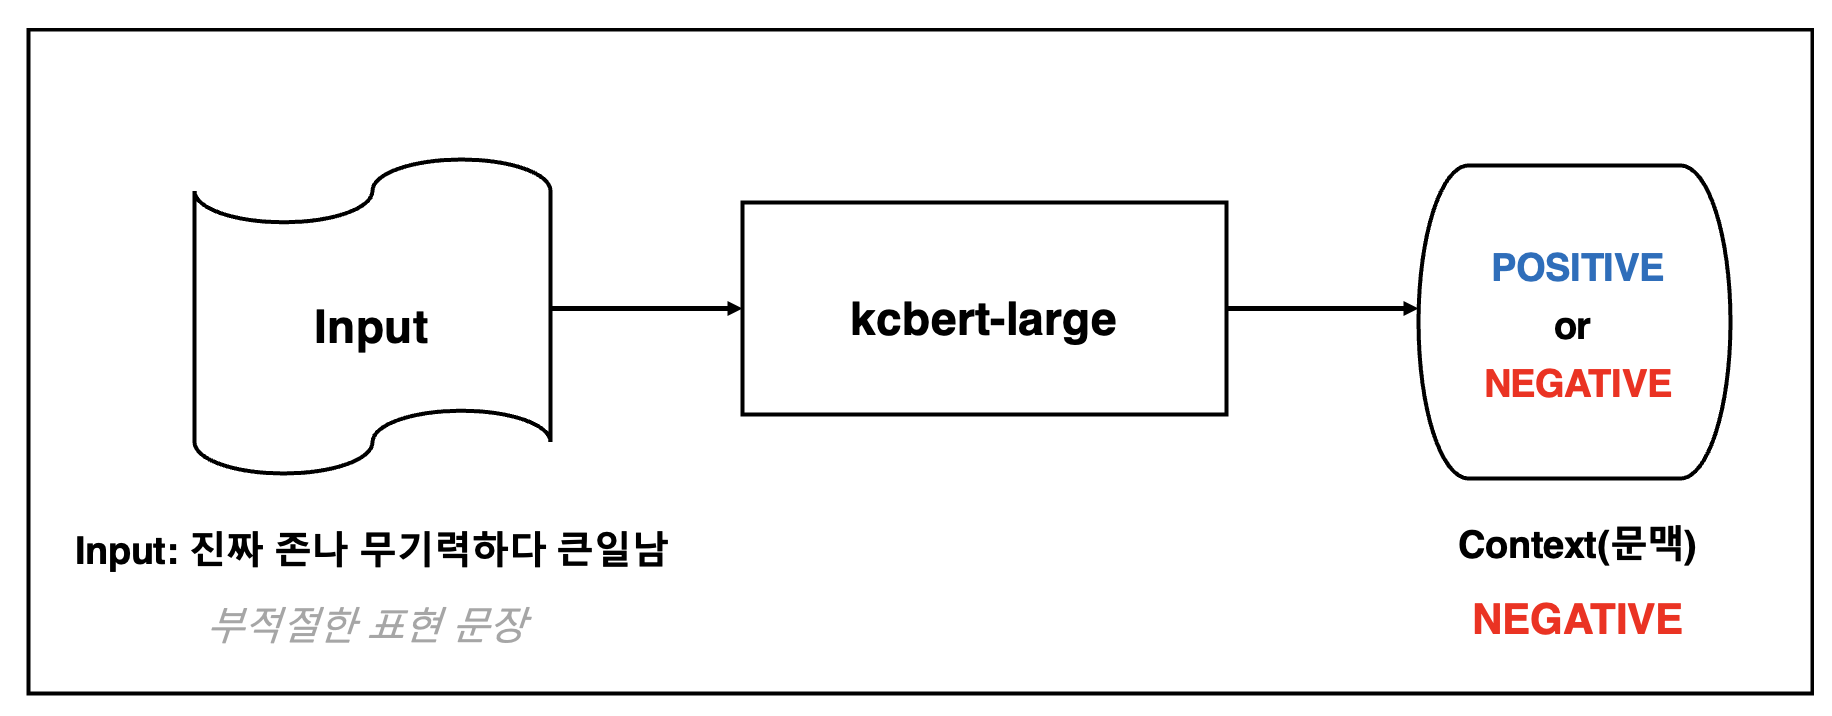 Input
kcbert-large
POSITIVE
or
NEGATIVE
Input: 진짜 존나 무기력하다 큰일남
부적절한 표현 문장
Context(문맥)
NEGATIVE